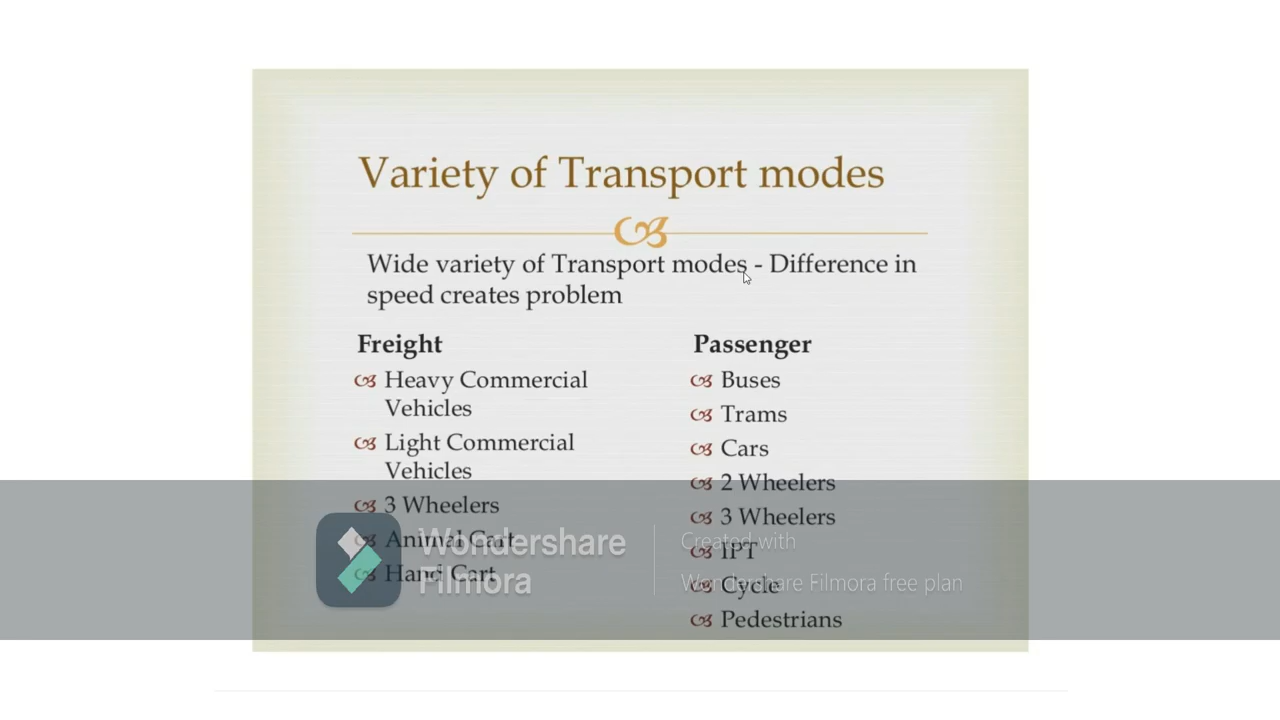 Variety of Transport modes
Wide variety of Transport modes - Difference in
speed creates problem
Freight
Heavy Commercial
Vehicles
Light Commercial
Vehicles
3 Wheelers
Animal Cart
Hand Cart
Passenger
Buses
Trams
Cars
2 Wheelers
3 Wheelers
IPT
Cycle
Pedestrians
Wondershare
Filmora
Created with
Wondershare Filmora free plan